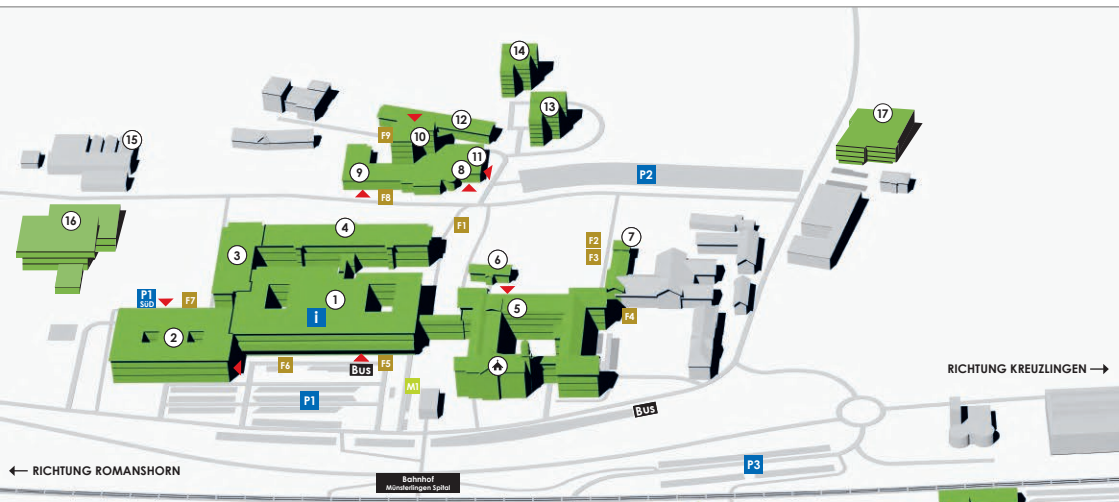 14
13
12
17
F9
10
15
11
9
8
P2
F8
16
F1
4
7
F2
3
F3
6
P1
SüD
F7
1
5
i
F4
2
F6
Bus
F5
M1
P1
Bus
RICHTUNG KREUZLINGEN →
← RICHTUNG ROMANSHORN
P3
Bahnhof
Münsterlingen Spital